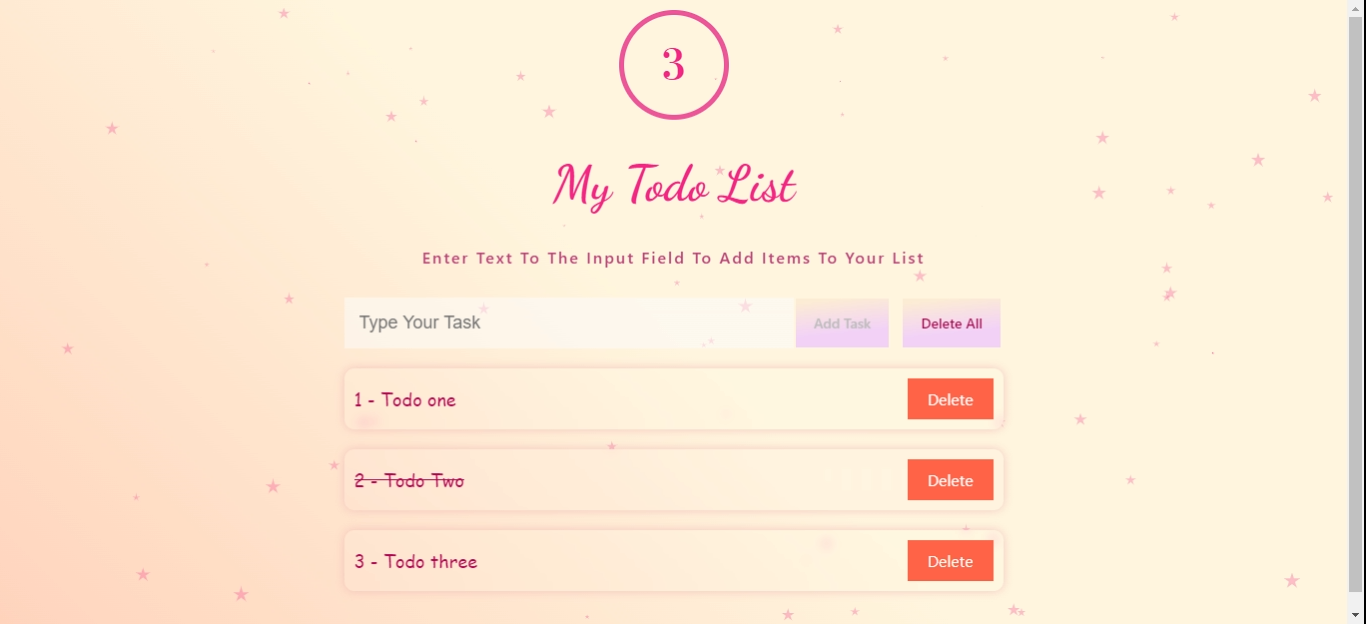 3
My Todo List
Enter Text To The Input Field To Add Items To Your List
Type Your Task
Add Task
Delete All
1 - Todo one
Delete
2 - Todo Two
Delete
3 - Todo three
Delete